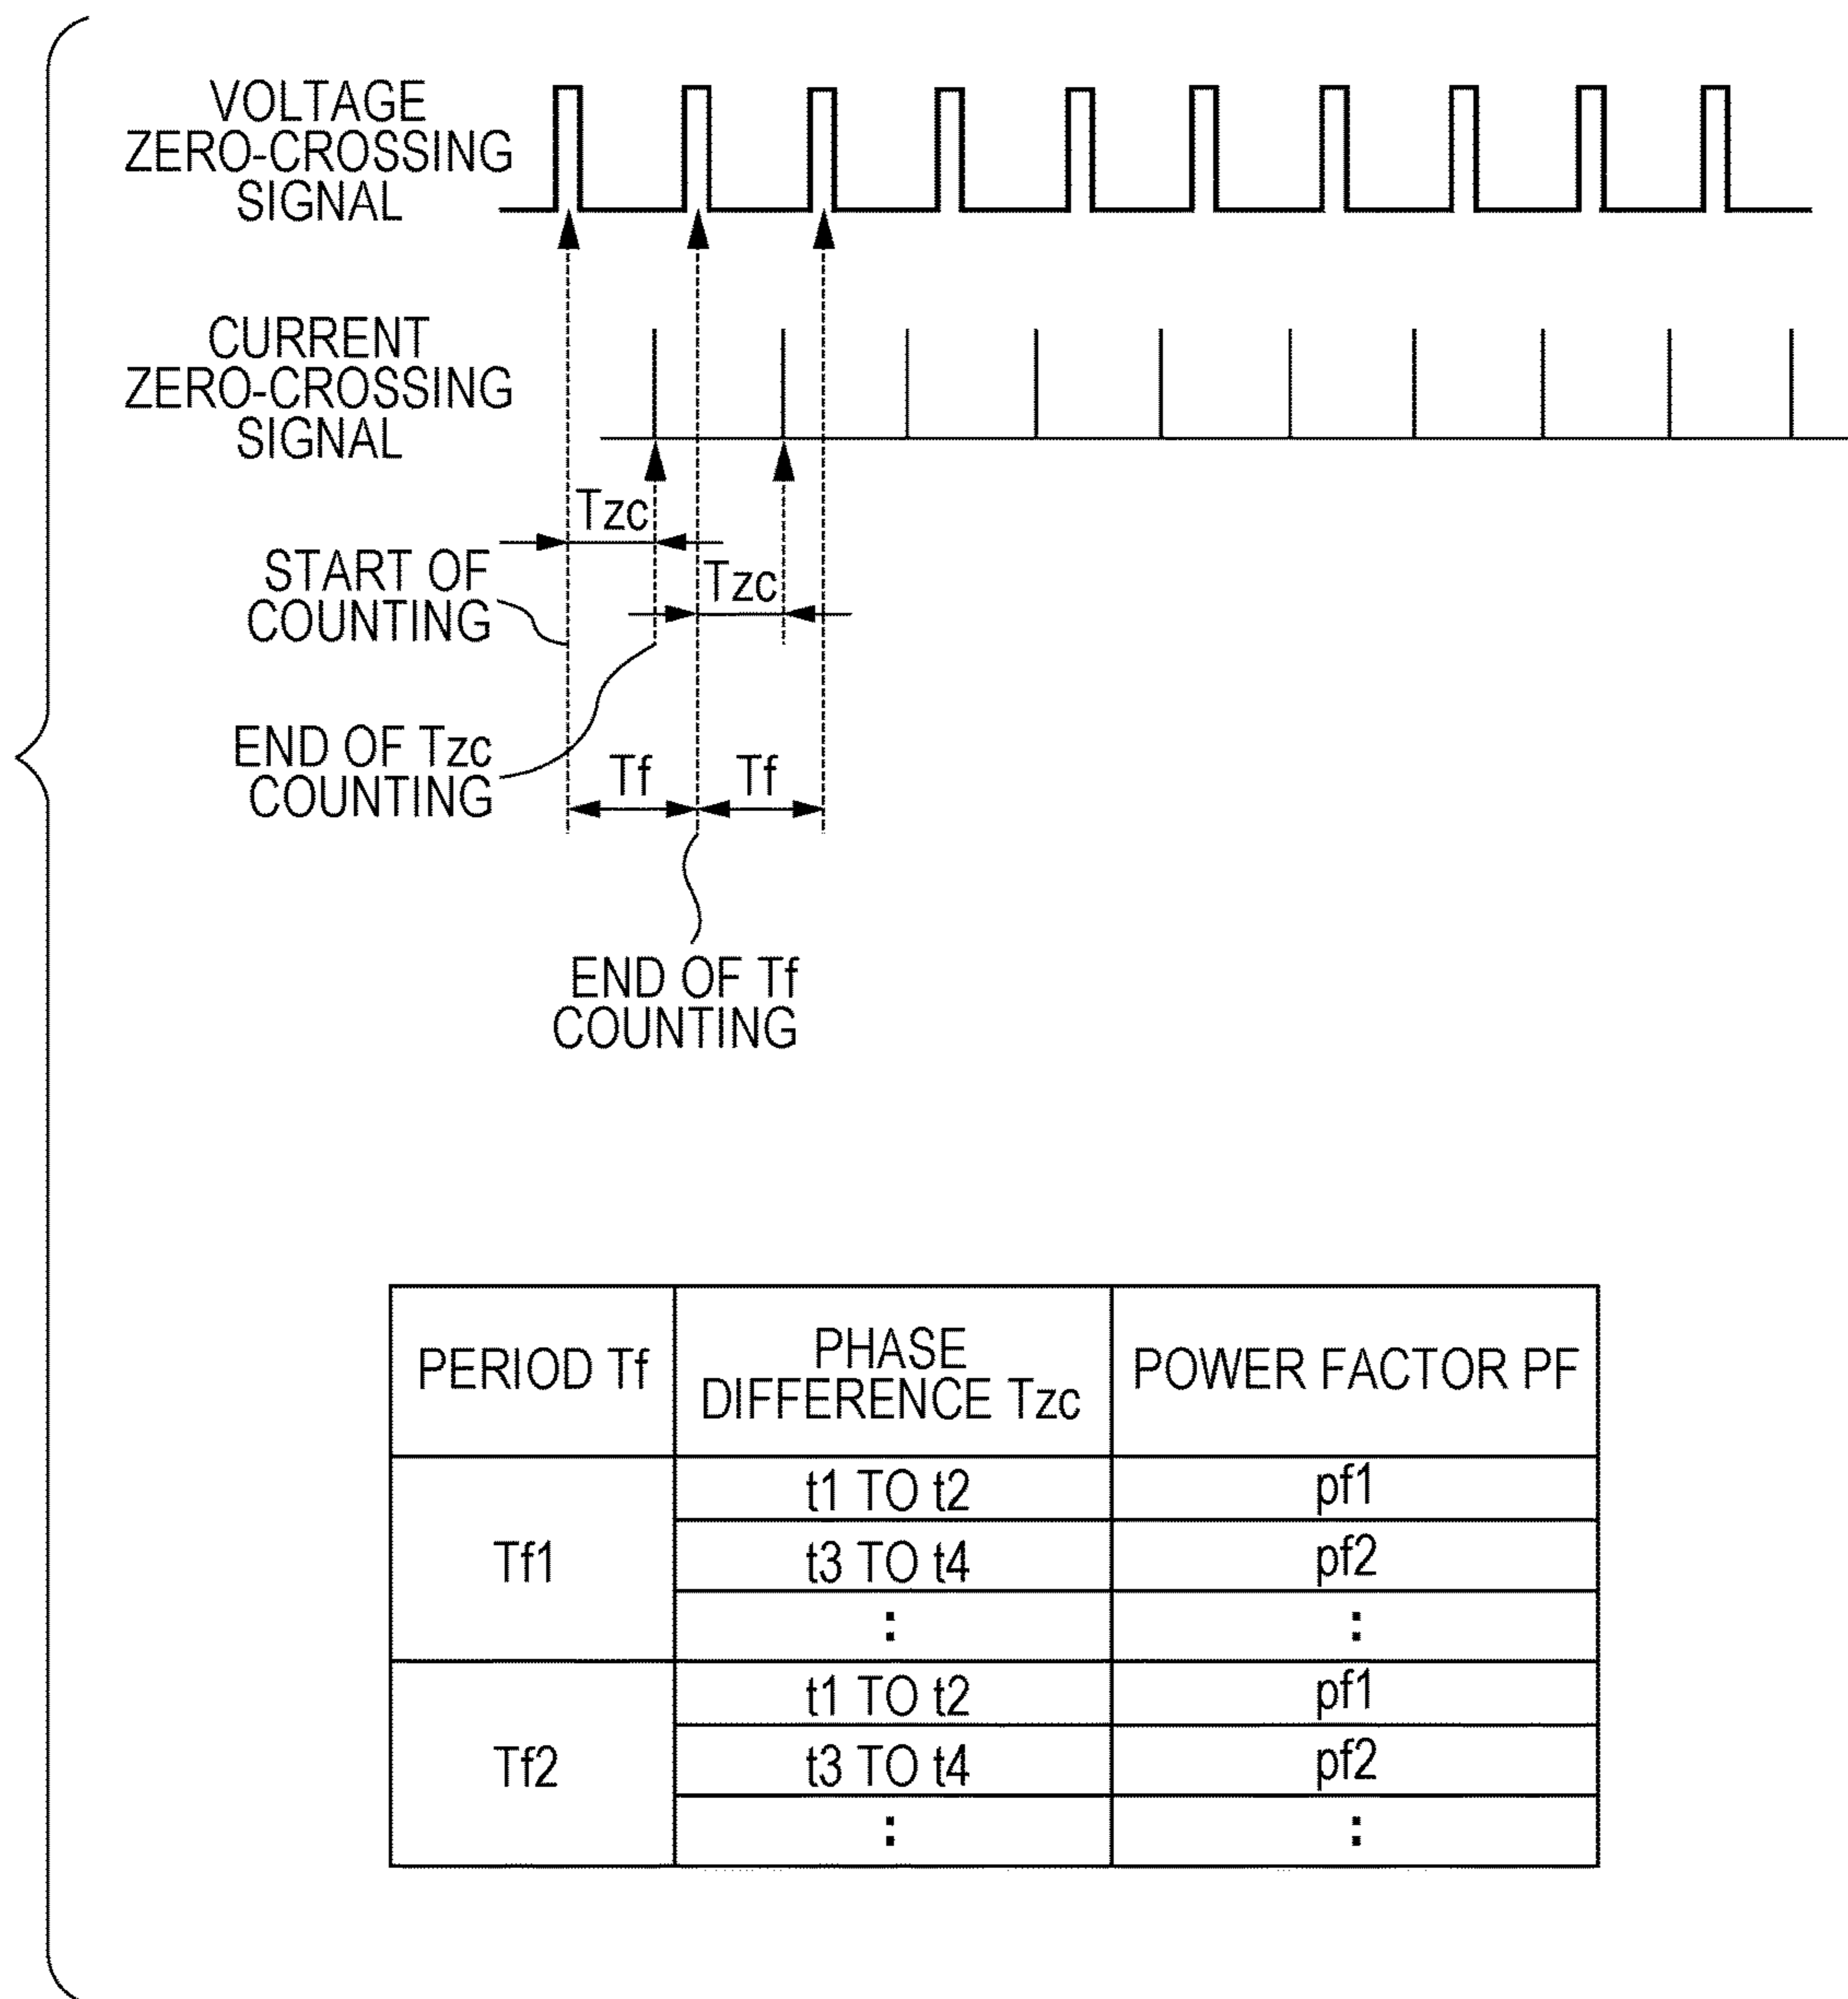 VOLTAGE
ZERO-CROSSING
SIGNAL
CURRENT
ZERO-CROSSING
SIGNAL
Tzc
START OF
COUNTING
Tzc
END OF Tzc
COUNTING
Tf
Tf
END OF Tf
COUNTING
PERIOD Tf
PHASE
DIFFERENCE Tzc
POWER FACTOR PF
Tf1
t1 TO t2
pf1
t3 TO t4
pf2
:
:
Tf2
t1 TO t2
pf1
t3 TO t4
pf2
:
: